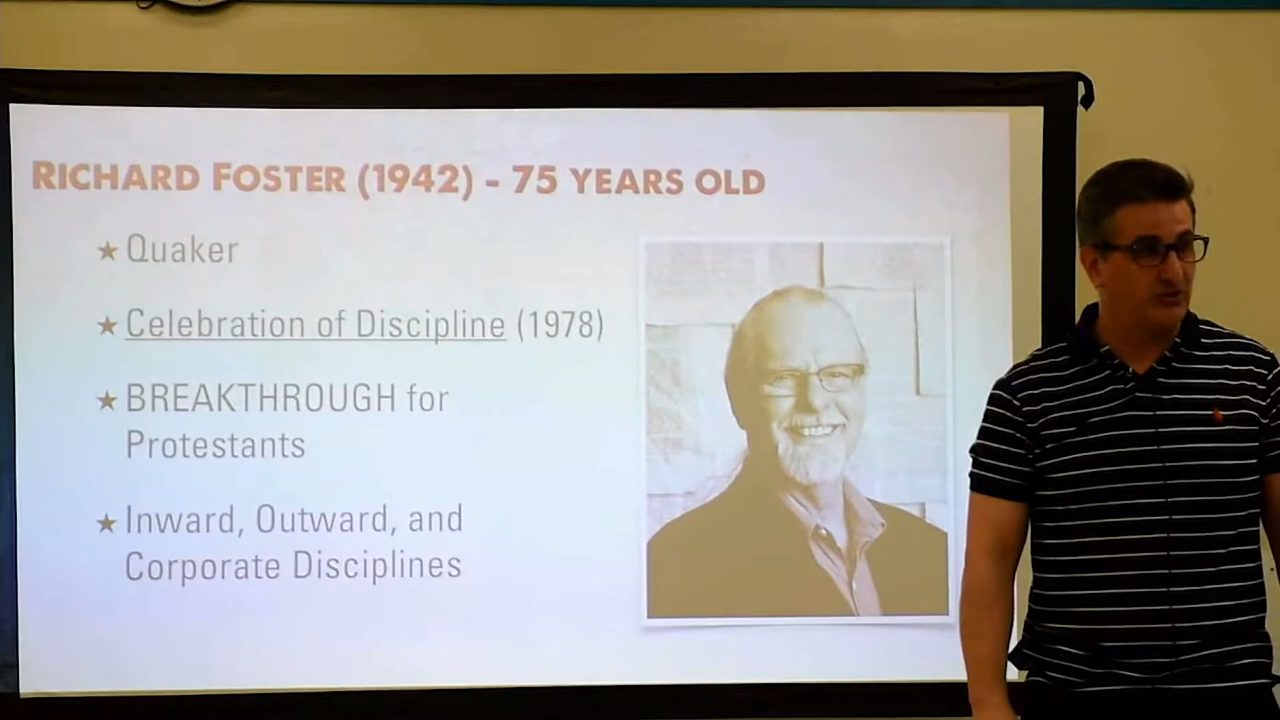 RICHARD FOSTER (1942) - 75 YEARS OLD
★ Quaker
★ Celebration of Discipline (1978)
★ BREAKTHROUGH for
Protestants
★ Inward, Outward, and
Corporate Disciplines